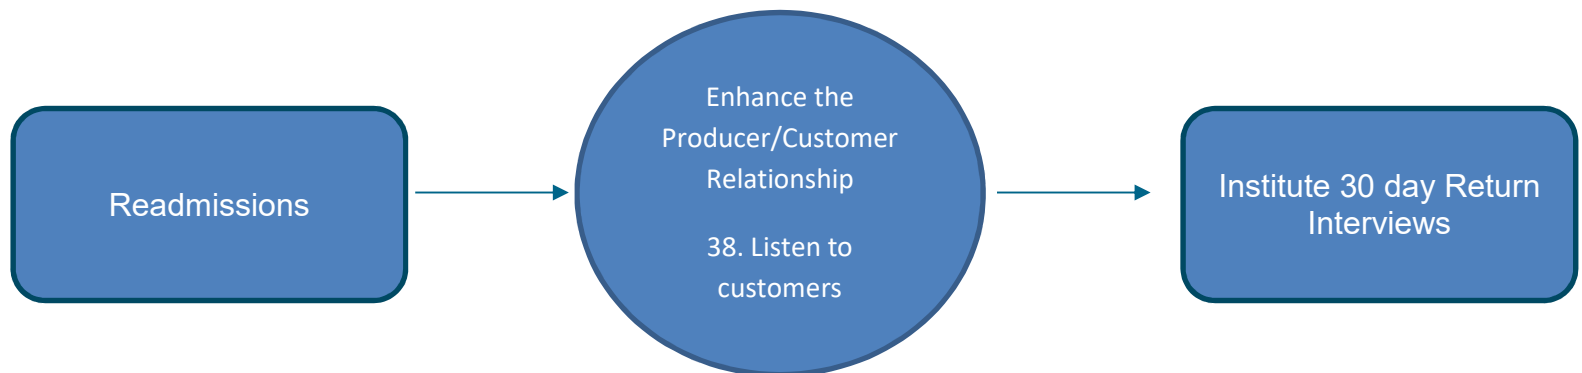 Readmissions
Enhance the
Producer/Customer
Relationship
38. Listen to
customers
Institute 30 day Return
Interviews